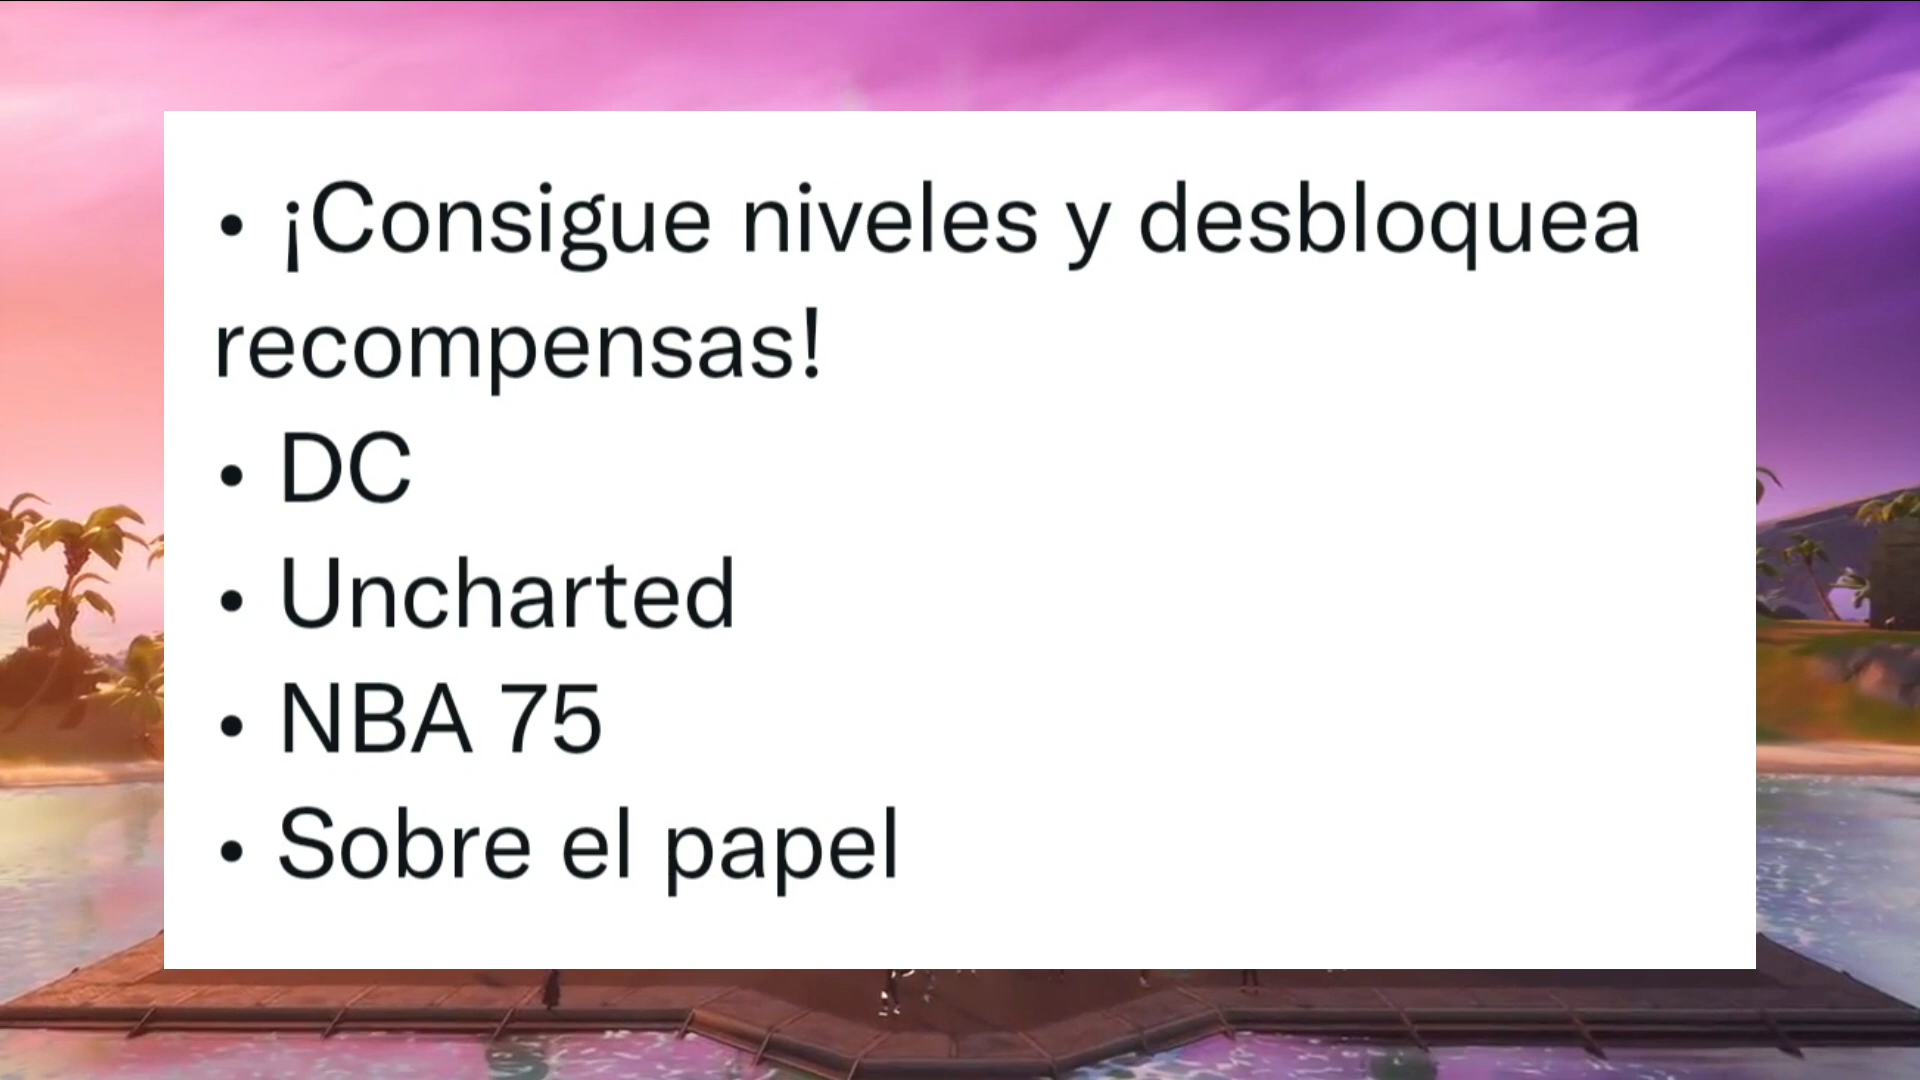 • ¡Consigue niveles y desbloquea
recompensas!
• DC
• Uncharted
• NBA 75
• Sobre el papel